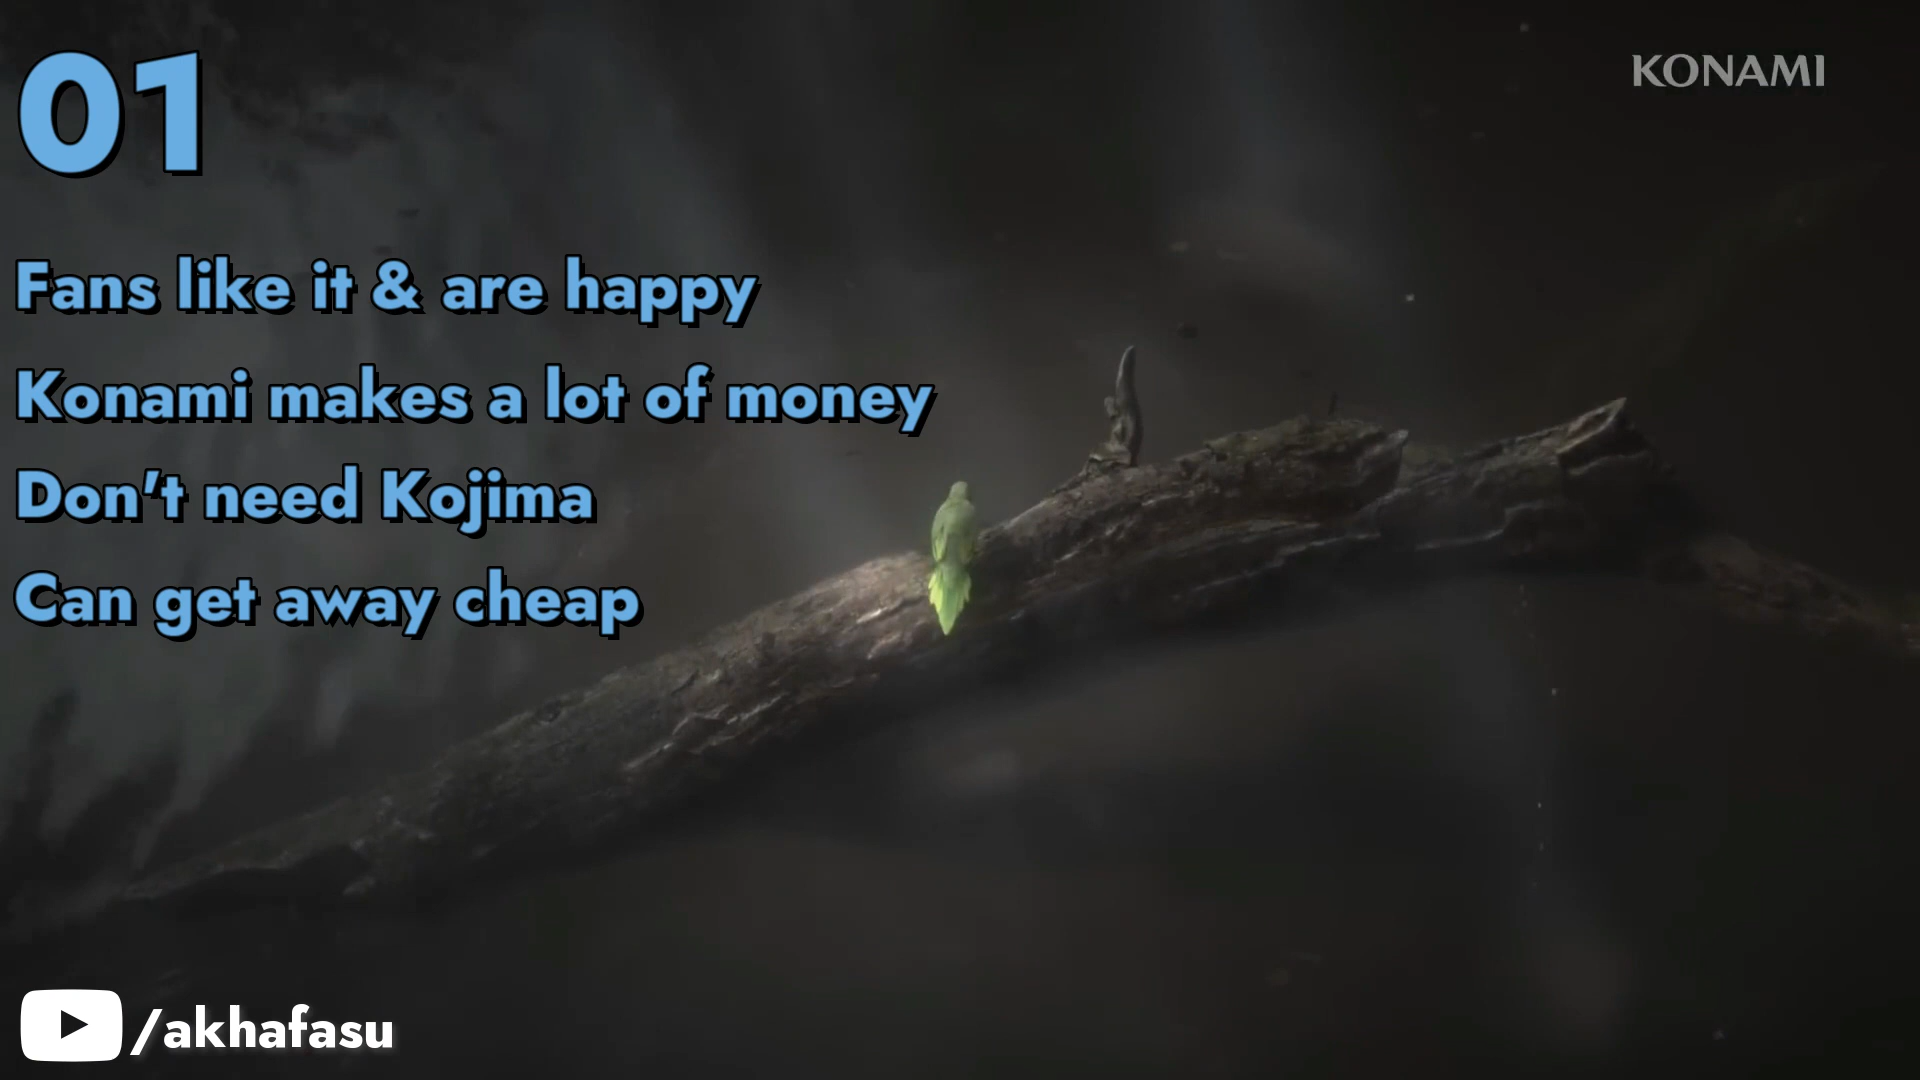 01
KONAMI
Fans like it & are happy
Konami makes a lot of money
Don't need Kojima
Can get away cheap
/akhafasu